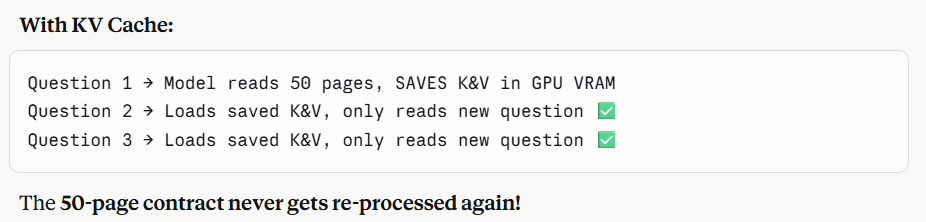 With KV Cache:
Question 1 → Model reads 50 pages, SAVES K&V in GPU VRAM
Question 2 → Loads saved K&V, only reads new question ✅
Question 3 → Loads saved K&V, only reads new question ✅
The 50-page contract never gets re-processed again!